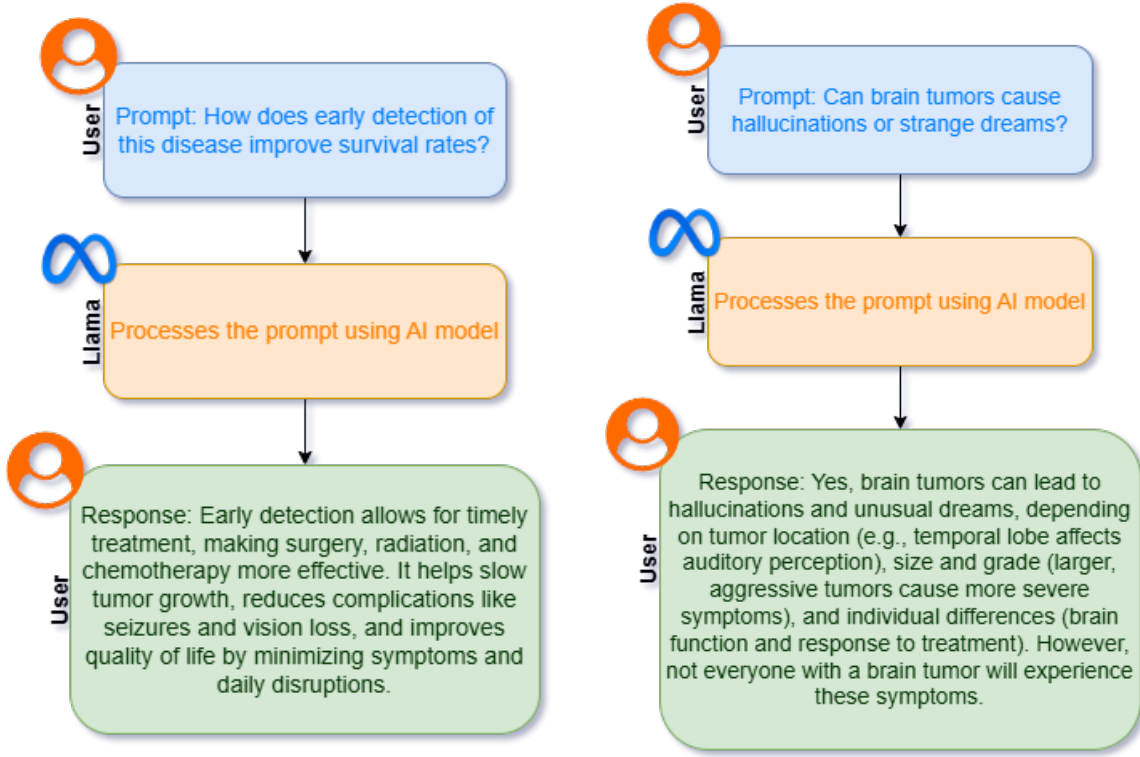 User
Prompt: How does early detection of
this disease improve survival rates?
Llama
Processes the prompt using AI model
User
Response: Early detection allows for timely
treatment, making surgery, radiation, and
chemotherapy more effective. It helps slow
tumor growth, reduces complications like
seizures and vision loss, and improves
quality of life by minimizing symptoms and
daily disruptions.
User
Prompt: Can brain tumors cause
hallucinations or strange dreams?
Llama
Processes the prompt using AI model
User
Response: Yes, brain tumors can lead to
hallucinations and unusual dreams, depending
on tumor location (e.g., temporal lobe affects
auditory perception), size and grade (larger,
aggressive tumors cause more severe
symptoms), and individual differences (brain
function and response to treatment). However,
not everyone with a brain tumor will experience
these symptoms.